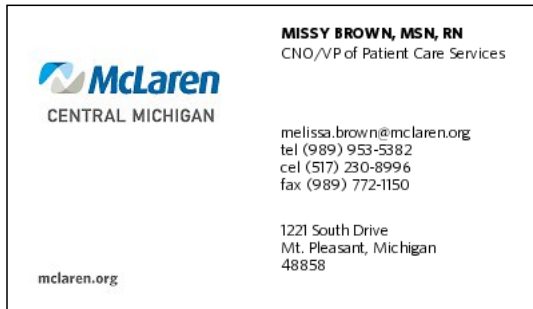 McLaren
CENTRAL MICHIGAN
mclaren.org
MISSY BROWN, MSN, RN
CNO/VP of Patient Care Services
melissa.brown@mclaren.org
tel (989) 953-5382
cel (517) 230-8996
fax (989) 772-1150
1221 South Drive
Mt. Pleasant, Michigan
48858